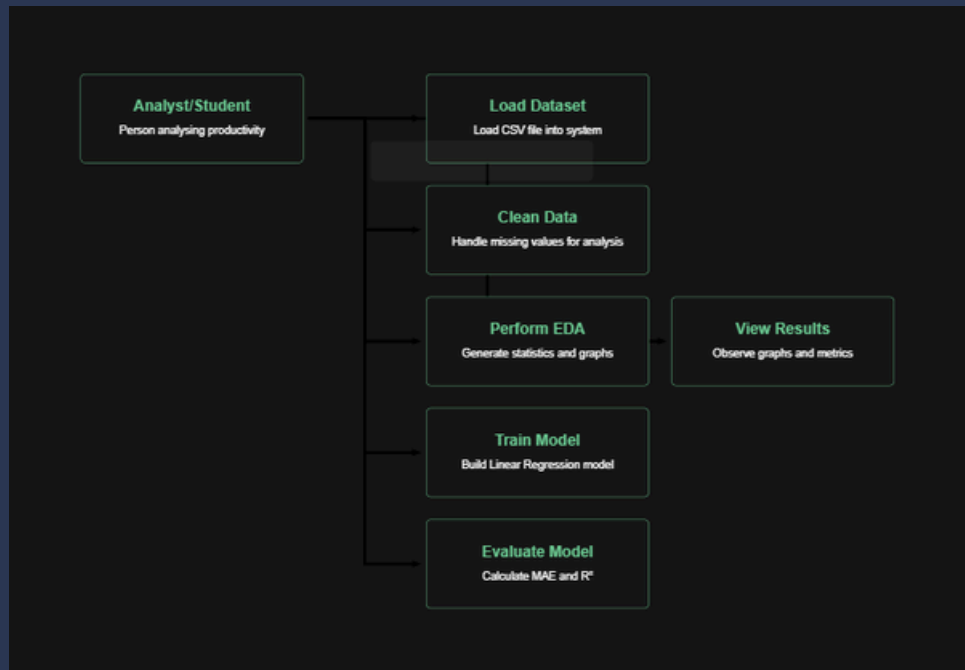 Analyst/Student
Person analysing productivity
Load Dataset
Load CSV file into system
Clean Data
Handle missing values for analysis
Perform EDA
Generate statistics and graphs
View Results
Observe graphs and metrics
Train Model
Build Linear Regression model
Evaluate Model
Calculate MAE and R²